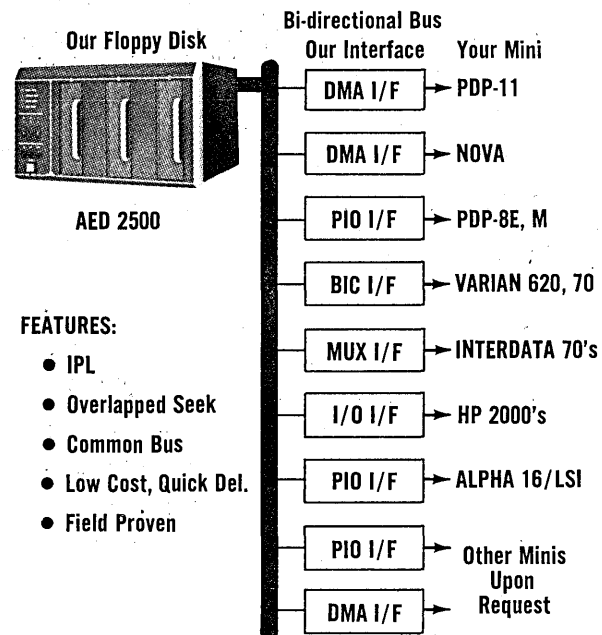 Bi-directional Bus
Our Floppy Disk
Our Interface
Your Mini
DMA I/F
PDP-11
DMA I/F
NOVA
AED 2500
PIO I/F
PDP-8E, M
BIC I/F
VARIAN 620, 70
FEATURES:
MUX I/F
INTERDATA 70's
● IPL
● Overlapped Seek
I/O I/F
HP 2000's
● Common Bus
● Low Cost, Quick Del.
PIO I/F
ALPHA 16/LSI
● Field Proven
PIO I/F
DMA I/F
Other Minis
Upon
Request